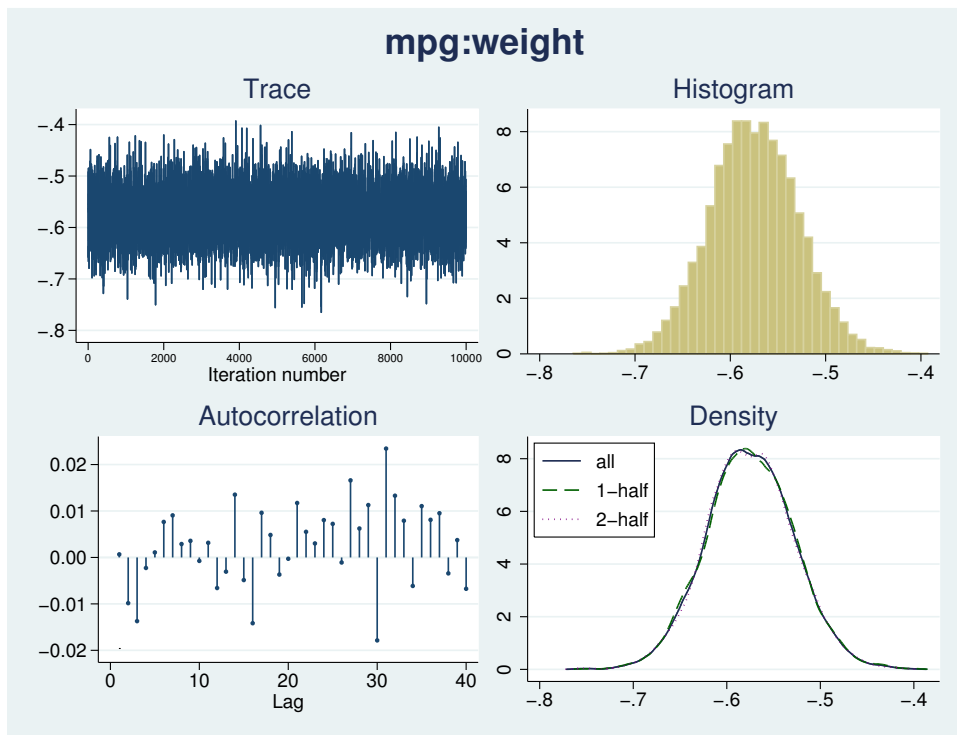 mpg:weight
Trace
−.4
−.5
−.6
−.7
−.8
0 2000 4000 6000 8000 10000
Iteration number
Histogram
8
6
4
2
0
−.8 −.7 −.6 −.5 −.4
Autocorrelation
0.02
0.01
0.00
−0.01
−0.02
0 10 20 30 40
Lag
Density
all
1−half
2−half
8
6
4
2
0
−.8 −.7 −.6 −.5 −.4